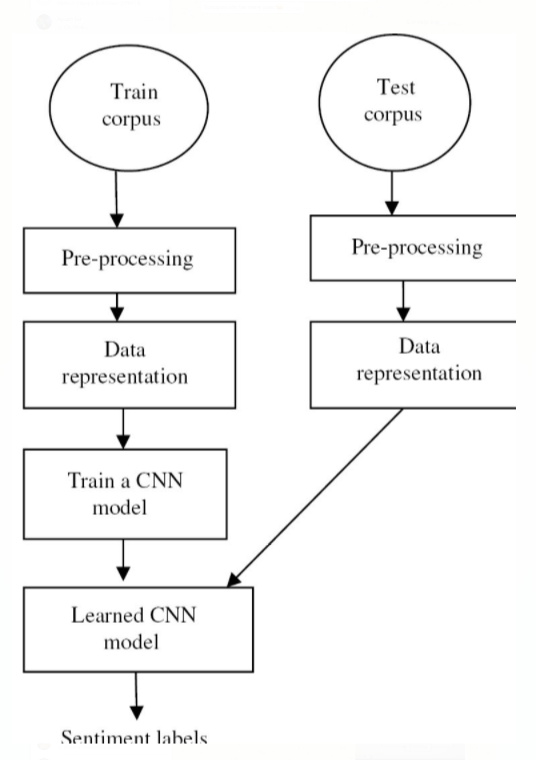 Train
corpus
Test
corpus
Pre-processing
Pre-processing
Data
representation
Data
representation
Train a CNN
model
Learned CNN
model
Sentiment labels